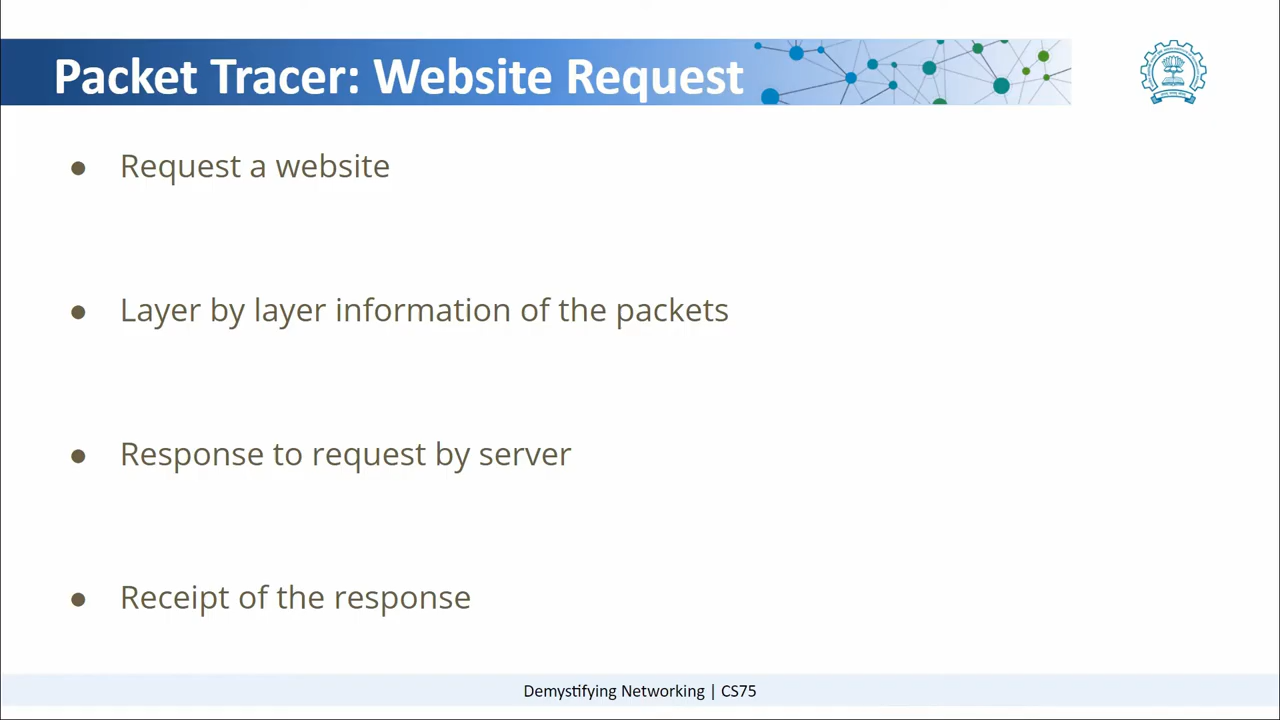 Packet Tracer: Website Request
● Request a website
● Layer by layer information of the packets
● Response to request by server
● Receipt of the response
Demystifying Networking | CS75